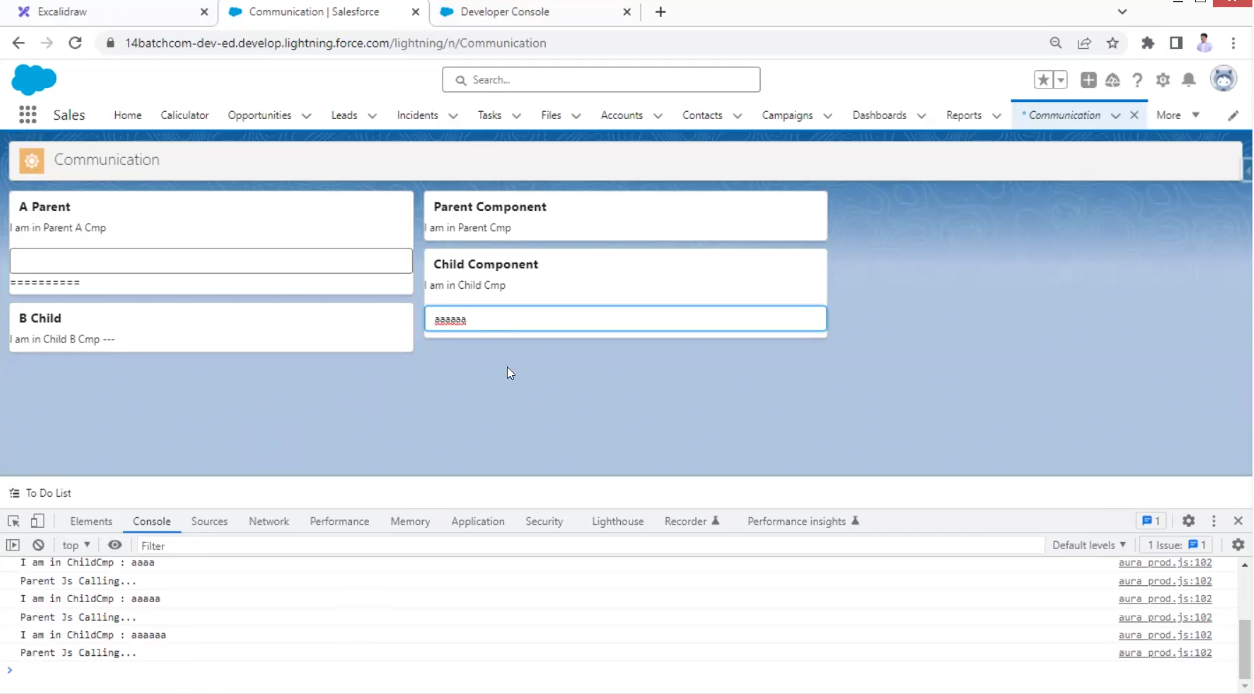 Excalidraw
Communication | Salesforce
Developer Console
14batchcom-dev-ed.develop.lightning.force.com/lightning/n/Communication
Search...
Sales Home Calculator Opportunities Leads Incidents Tasks Files Accounts Contacts Campaigns Dashboards Reports * Communication More
Communication
A Parent
I am in Parent A Cmp
==========
B Child
I am in Child B Cmp ---
Parent Component
I am in Parent Cmp
Child Component
I am in Child Cmp
aaaaaa
To Do List
Elements Console Sources Network Performance Memory Application Security Lighthouse Recorder Performance insights 1
top Filter Default levels 1 Issue: 1
I am in ChildCmp : aaaa aura_prod.js:102
Parent Js Calling... aura_prod.js:102
I am in ChildCmp : aaaaa aura_prod.js:102
Parent Js Calling... aura_prod.js:102
I am in ChildCmp : aaaaaa aura_prod.js:102
Parent Js Calling... aura_prod.js:102
>